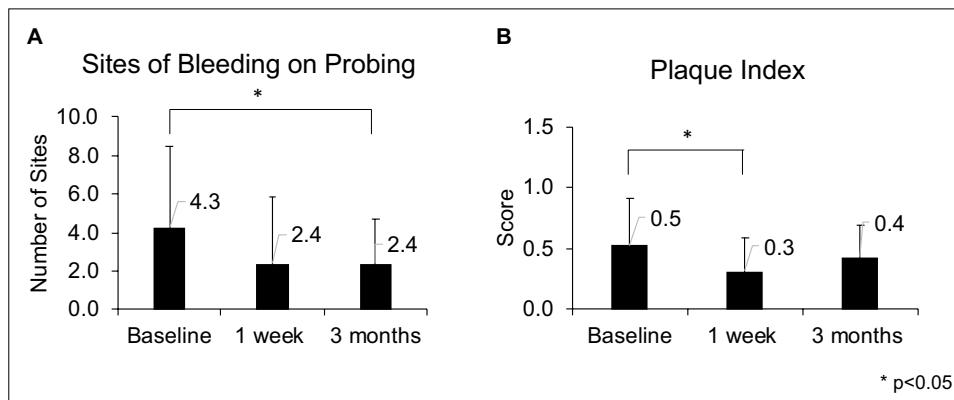 A
Sites of Bleeding on Probing
*
10.0
8.0
6.0
4.0
2.0
0.0
Number of Sites
4.3
2.4
2.4
Baseline 1 week 3 months
B
Plaque Index
*
1.5
1.0
0.5
0.0
Score
0.5
0.3
0.4
Baseline 1 week 3 months
* p<0.05